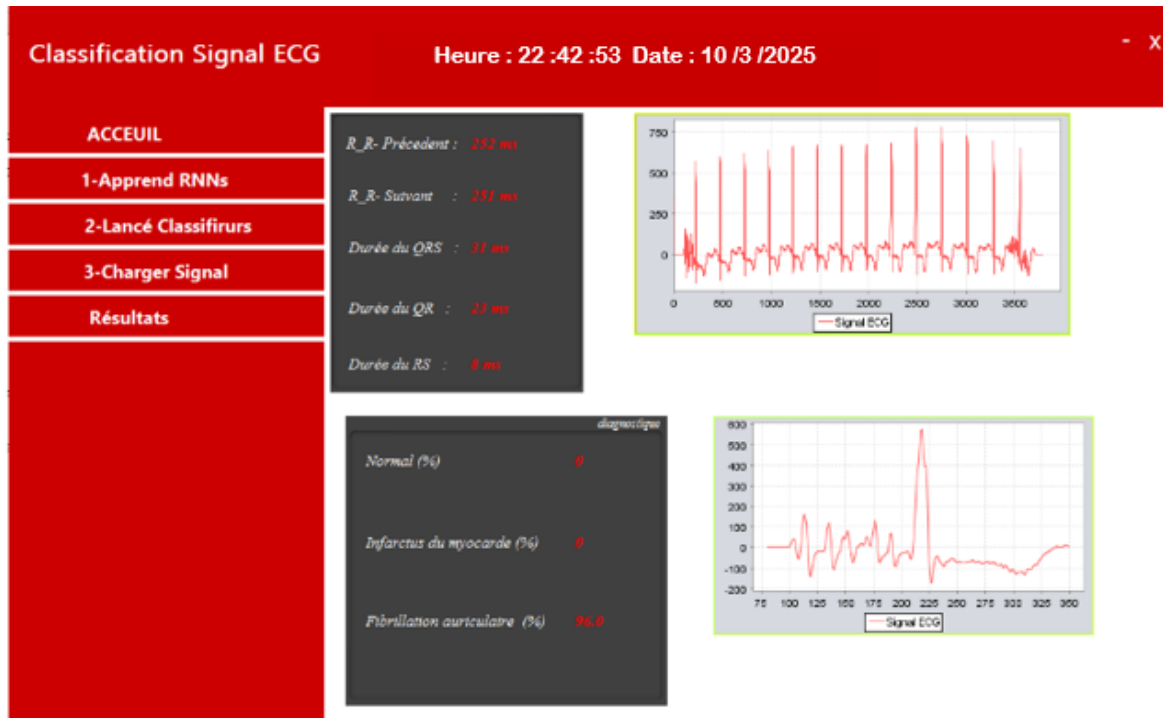 Classification Signal ECG
Heure : 22 :42 :53 Date : 10 /3 /2025
- x
ACCEUIL
1-Apprend RNNs
2-Lancé Classifirurs
3-Charger Signal
Résultats
R_R- Précedent : 252 ms
R_R- Suivant : 251 ms
Durée du QRS : 31 ms
Durée du QR : 23 ms
Durée du RS : 8 ms
750
500
250
0
0 500 1000 1500 2000 2500 3000 3500
Signal ECG
diagnostique
Normal (%) 0
Infarctus du myocarde (%) 0
Fibrillation auriculaire (%) 96.0
600
500
400
300
200
100
0
-100
-200
75 100 125 150 175 200 225 250 275 300 325 350
Signal ECG